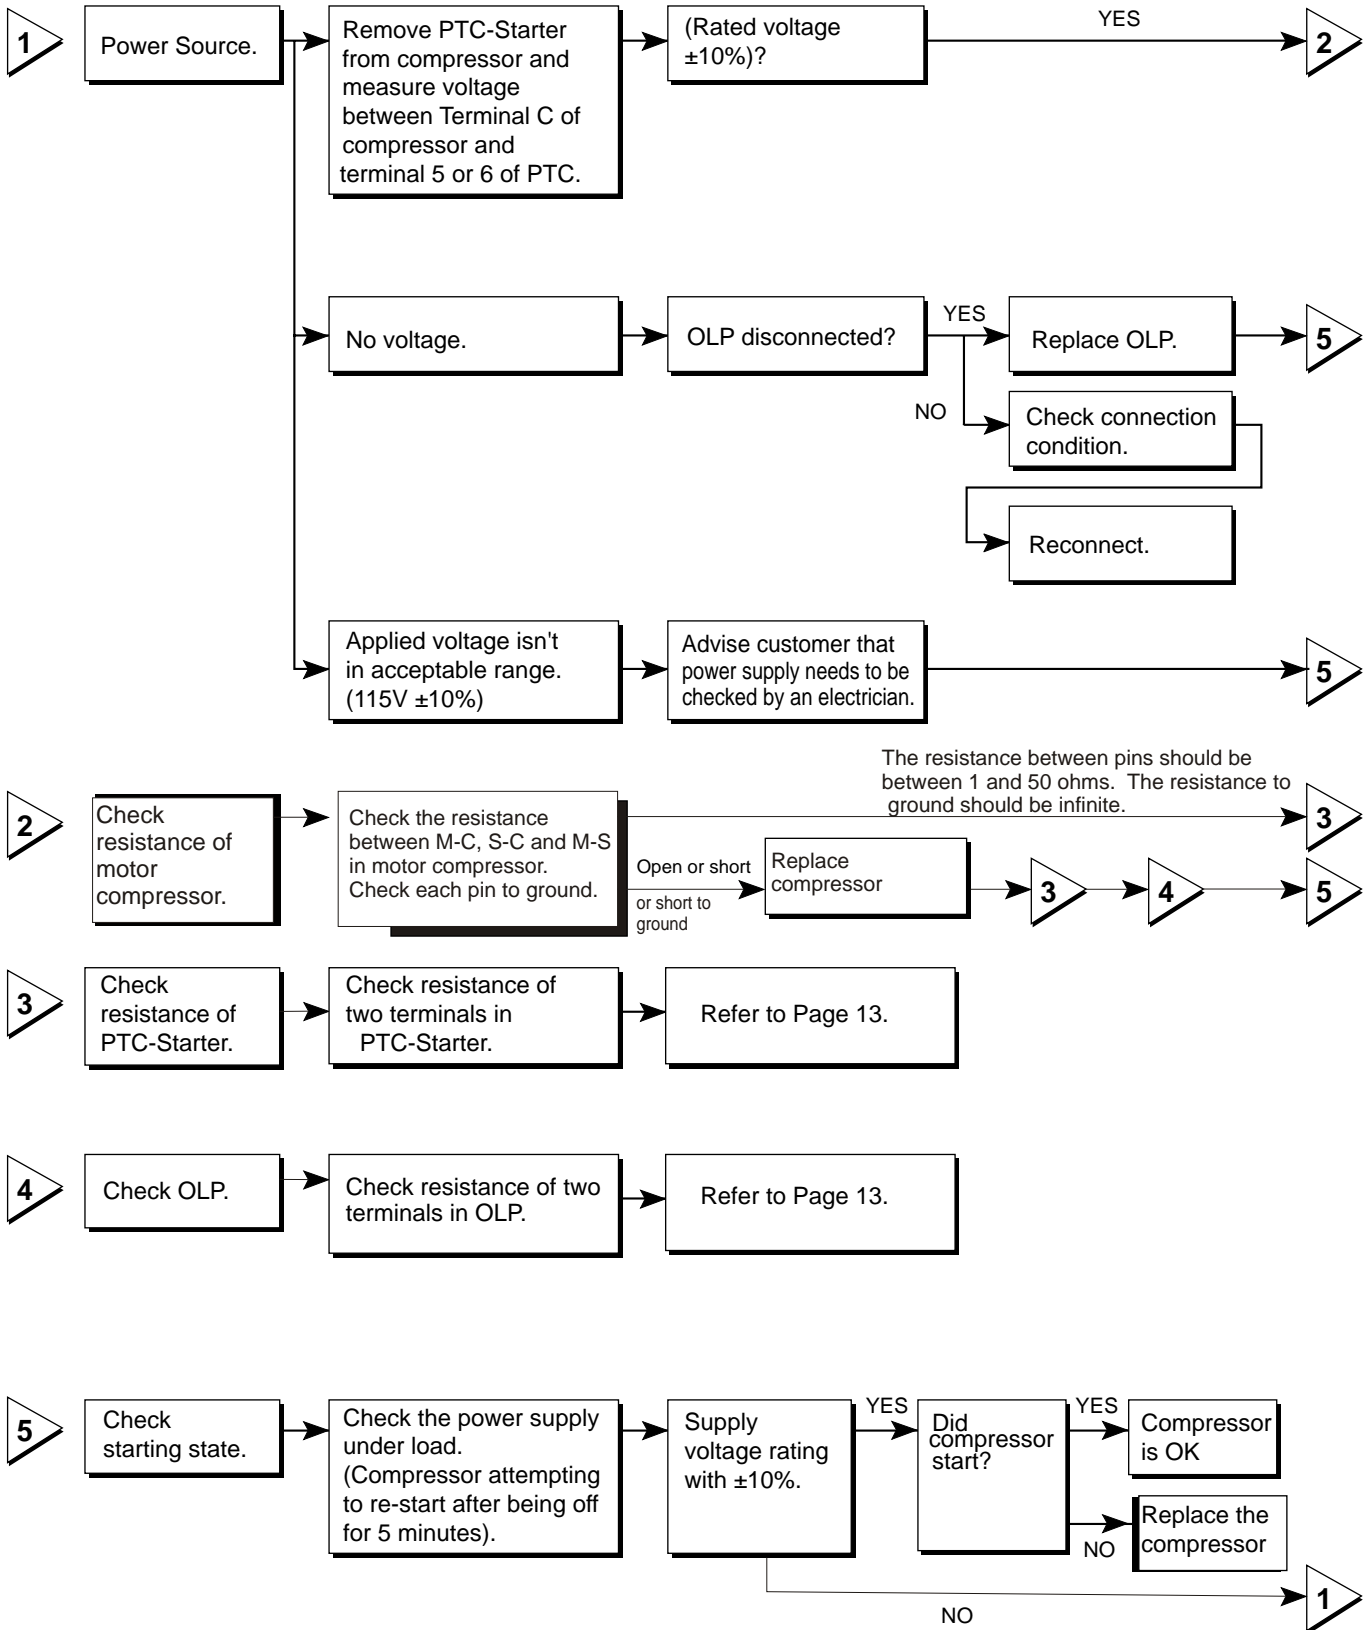 1
Power Source.
Remove PTC-Starter
from compressor and
measure voltage
between Terminal C of
compressor and
terminal 5 or 6 of PTC.
(Rated voltage
±10%)?
YES
2
No voltage.
OLP disconnected?
YES
Replace OLP.
5
NO
Check connection
condition.
Reconnect.
Applied voltage isn't
in acceptable range.
(115V ±10%)
Advise customer that
power supply needs to be
checked by an electrician.
5
2
Check
resistance of
motor
compressor.
Check the resistance
between M-C, S-C and M-S
in motor compressor.
Check each pin to ground.
The resistance between pins should be
between 1 and 50 ohms. The resistance to
ground should be infinite.
3
Open or short
or short to
ground
Replace
compressor
3
4
5
3
Check
resistance of
PTC-Starter.
Check resistance of
two terminals in
PTC-Starter.
Refer to Page 13.
4
Check OLP.
Check resistance of two
terminals in OLP.
Refer to Page 13.
5
Check
starting state.
Check the power supply
under load.
(Compressor attempting
to re-start after being off
for 5 minutes).
Supply
voltage rating
with ±10%.
YES
Did
compressor
start?
YES
Compressor
is OK
NO
Replace the
compressor
NO
1